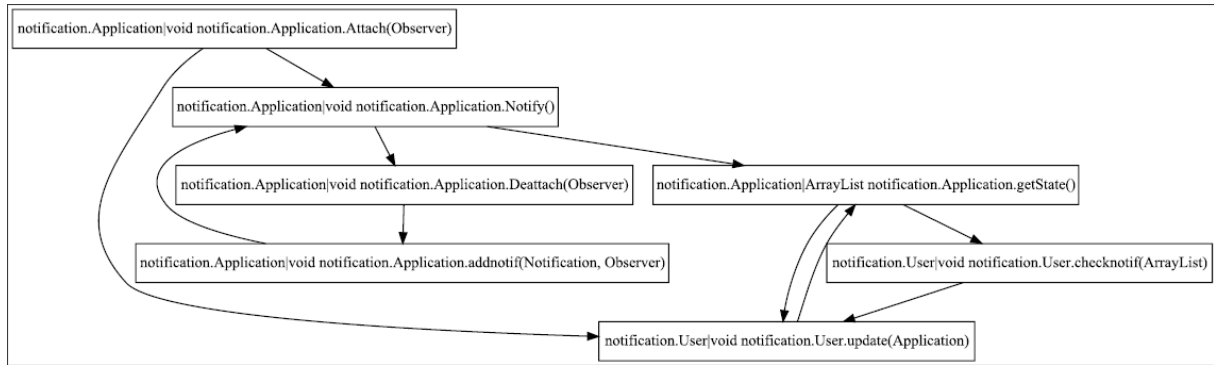 notification.Application|void notification.Application.Attach(Observer)
notification.Application|void notification.Application.Notify()
notification.Application|void notification.Application.Deattach(Observer)
notification.Application|ArrayList notification.Application.getState()
notification.Application|void notification.Application.addnotif(Notification, Observer)
notification.User|void notification.User.checknotif(ArrayList)
notification.User|void notification.User.update(Application)